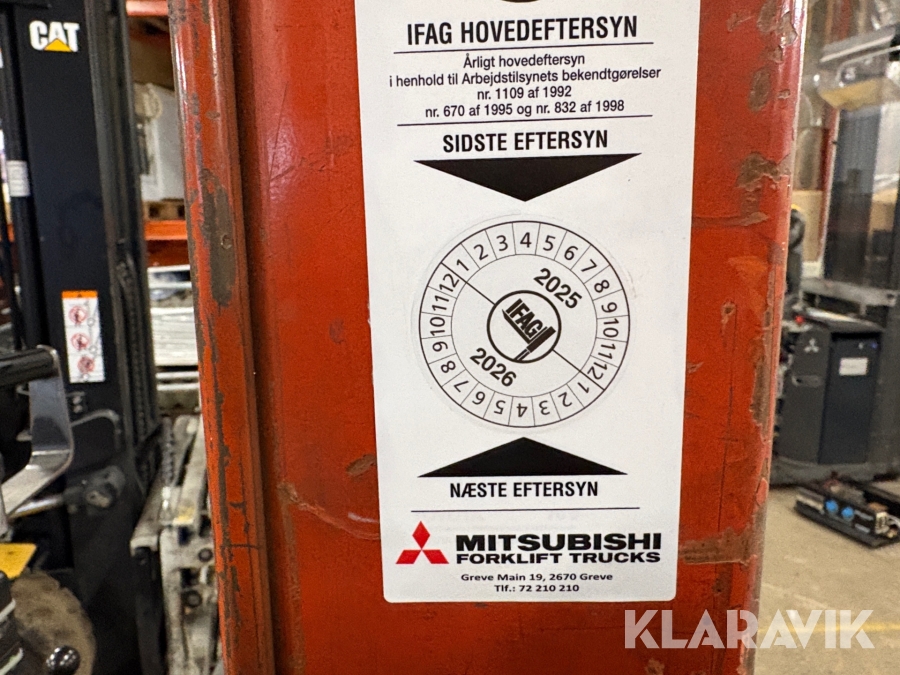 CAT
IFAG HOVEDEFTERSYN
Årligt hovedeftersyn
i henhold til Arbejdstilsynets bekendtgørelser
nr. 1109 af 1992
nr. 670 af 1995 og nr. 832 af 1998
SIDSTE EFTERSYN
1 2 3 4 5 6 7 8 9 10 11 12
2025
IFAG
2026
1 2 3 4 5 6 7 8 9 10 11 12
NÆSTE EFTERSYN
MITSUBISHI
FORKLIFT TRUCKS
Greve Main 19, 2670 Greve
Tlf.: 72 210 210
KLARAVIK